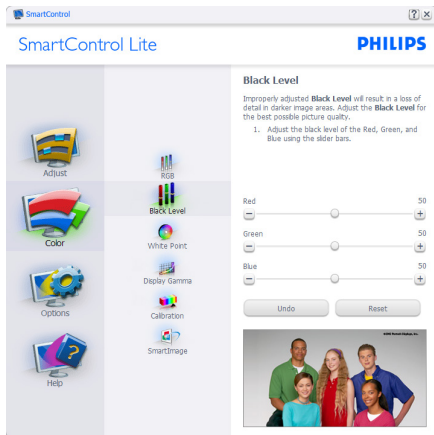 SmartControl
SmartControl Lite
PHILIPS
Adjust
Color
Options
Help
RGB
Black Level
White Point
Display Gamma
Calibration
SmartImage
Black Level
Improperly adjusted Black Level will result in a loss of
detail in darker image areas. Adjust the Black Level for
the best possible picture quality.
1. Adjust the black level of the Red, Green, and
Blue using the slider bars.
Red 50
Green 50
Blue 50
Undo Reset